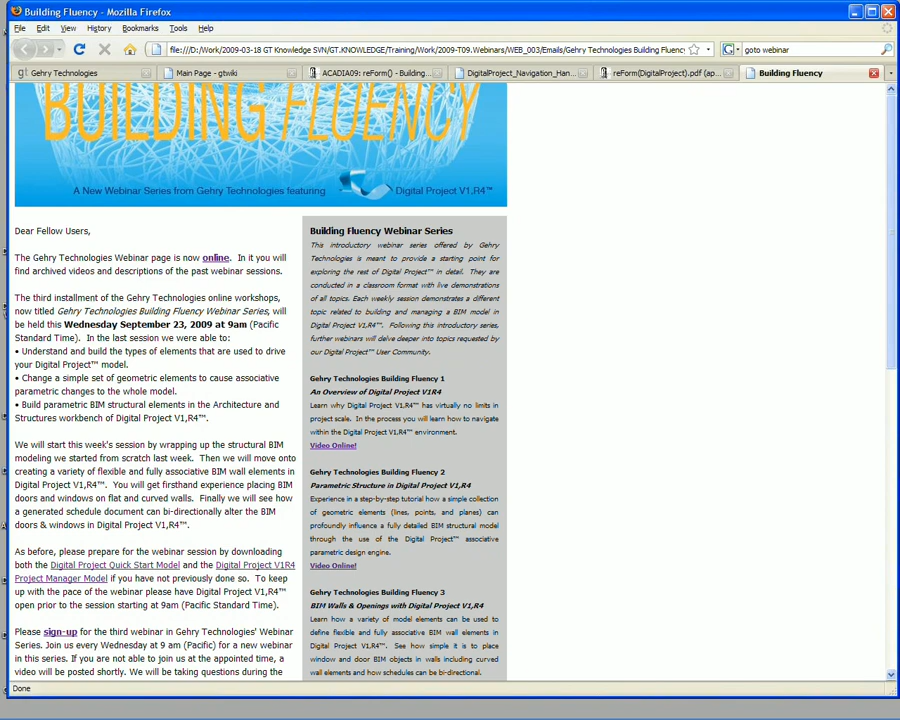 Building Fluency - Mozilla Firefox
File Edit View History Bookmarks Tools Help
file:///D:/Work/2009-03-18 GT Knowledge SVN/GT.KNOWLEDGE/Training/Work/2009-T09.Webinars/WEB_003/Emails/Gehry Technologies Building Fluency
goto webinar
Gehry Technologies
Main Page - gtwiki
ACADIA09: reForm() - Building...
DigitalProject_Navigation_Han...
reForm(DigitalProject).pdf (ap...
Building Fluency
BUILDING FLUENCY
A New Webinar Series from Gehry Technologies featuring Digital Project V1,R4™
Dear Fellow Users,
The Gehry Technologies Webinar page is now online. In it you will
find archived videos and descriptions of the past webinar sessions.
The third installment of the Gehry Technologies online workshops,
now titled Gehry Technologies Building Fluency Webinar Series, will
be held this Wednesday September 23, 2009 at 9am (Pacific
Standard Time). In the last session we were able to:
• Understand and build the types of elements that are used to drive
your Digital Project™ model.
• Change a simple set of geometric elements to cause associative
parametric changes to the whole model.
• Build parametric BIM structural elements in the Architecture and
Structures workbench of Digital Project V1,R4™.
We will start this week's session by wrapping up the structural BIM
modeling we started from scratch last week. Then we will move onto
creating a variety of flexible and fully associative BIM wall elements in
Digital Project V1,R4™. You will get firsthand experience placing BIM
doors and windows on flat and curved walls. Finally we will see how
a generated schedule document can bi-directionally alter the BIM
doors & windows in Digital Project V1,R4™.
As before, please prepare for the webinar session by downloading
both the Digital Project Quick Start Model and the Digital Project V1R4
Project Manager Model if you have not previously done so. To keep
up with the pace of the webinar please have Digital Project V1,R4™
open prior to the session starting at 9am (Pacific Standard Time).
Please sign-up for the third webinar in Gehry Technologies' Webinar
Series. Join us every Wednesday at 9 am (Pacific) for a new webinar
in this series. If you are not able to join us at the appointed time, a
video will be posted shortly. We will be taking questions during the
Building Fluency Webinar Series
This introductory webinar series offered by Gehry
Technologies is meant to provide a starting point for
exploring the rest of Digital Project™ in detail. They are
conducted in a classroom format with live demonstrations
of all topics. Each weekly session demonstrates a different
topic related to building and managing a BIM model in
Digital Project V1,R4™. Following this introductory series,
further webinars will delve deeper into topics requested by
our Digital Project™ User Community.
Gehry Technologies Building Fluency 1
An Overview of Digital Project V1R4
Learn why Digital Project V1,R4™ has virtually no limits in
project scale. In the process you will learn how to navigate
within the Digital Project V1,R4™ environment.
Video Online!
Gehry Technologies Building Fluency 2
Parametric Structure in Digital Project V1,R4
Experience in a step-by-step tutorial how a simple collection
of geometric elements (lines, points, and planes) can
profoundly influence a fully detailed BIM structural model
through the use of the Digital Project™ associative
parametric design engine.
Video Online!
Gehry Technologies Building Fluency 3
BIM Walls & Openings with Digital Project V1,R4
Learn how a variety of model elements can be used to
define flexible and fully associative BIM wall elements in
Digital Project V1,R4™. See how simple it is to place
window and door BIM objects in walls including curved
wall elements and how schedules can be bi-directional.
Done